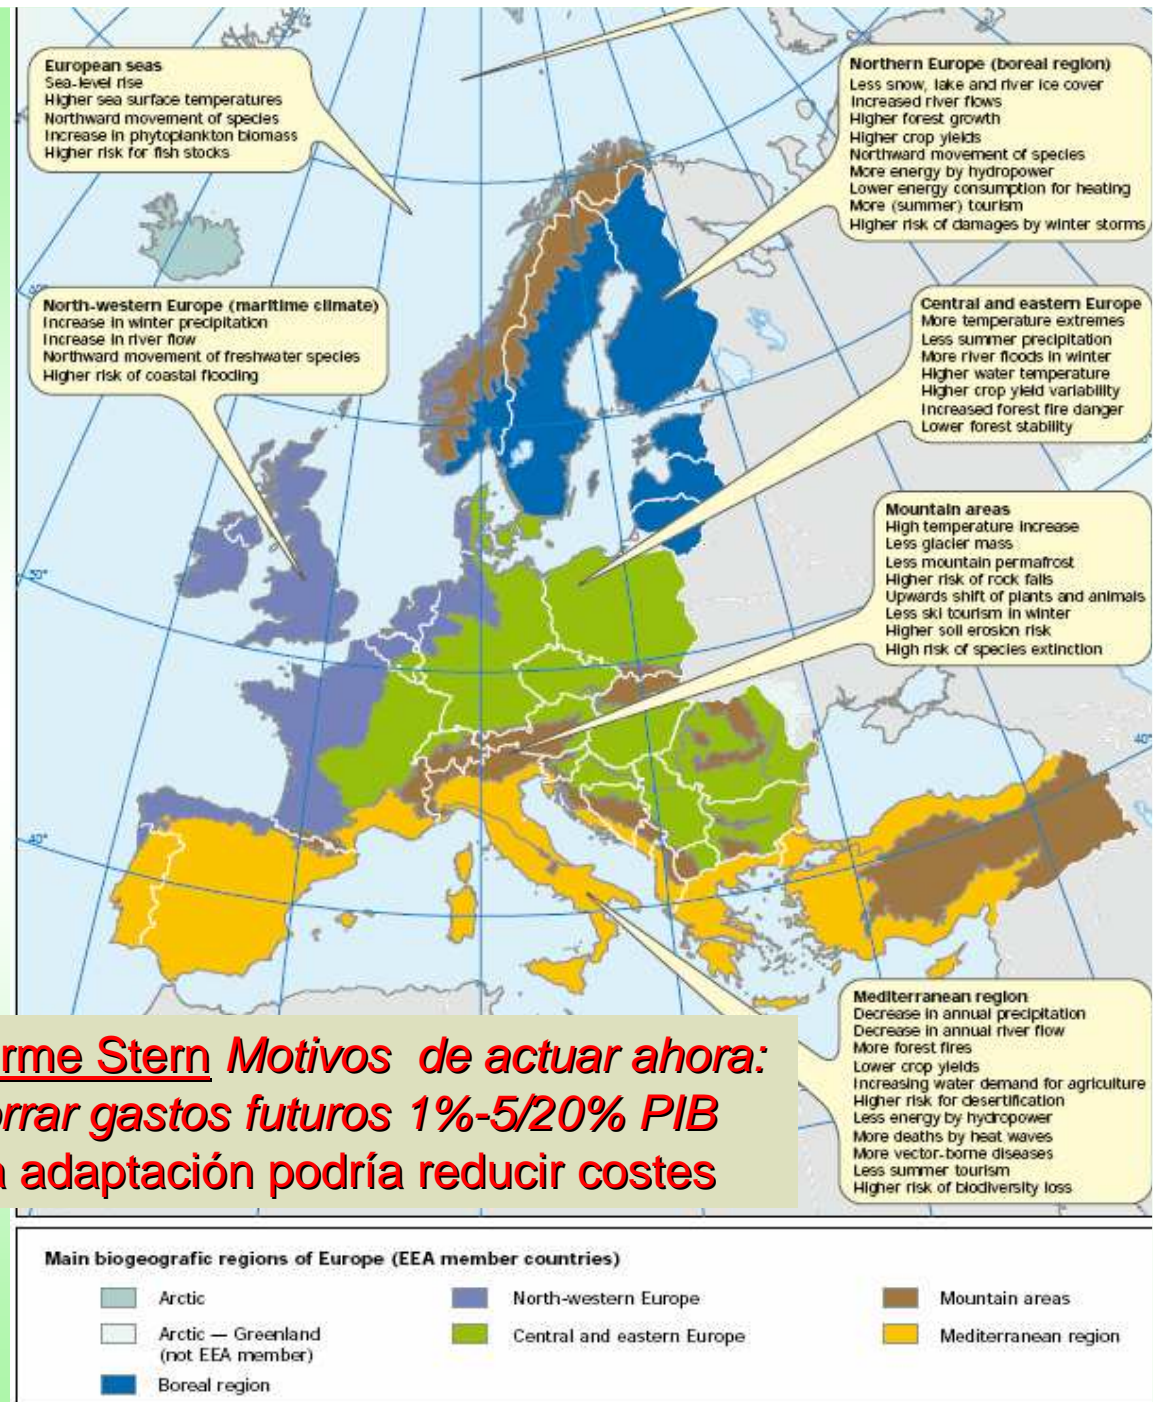 European seas
Sea-level rise
Higher sea surface temperatures
Northward movement of species
Increase in phytoplankton biomass
Higher risk for fish stocks
Northern Europe (boreal region)
Less snow, lake and river ice cover
Increased river flows
Higher forest growth
Higher crop yields
Northward movement of species
More energy by hydropower
Lower energy consumption for heating
More (summer) tourism
Higher risk of damages by winter storms
North-western Europe (maritime climate)
Increase in winter precipitation
Increase in river flow
Northward movement of freshwater species
Higher risk of coastal flooding
Central and eastern Europe
More temperature extremes
Less summer precipitation
More river floods in winter
Higher water temperature
Higher crop yield variability
Increased forest fire danger
Lower forest stability
Mountain areas
High temperature increase
Less glacier mass
Less mountain permafrost
Higher risk of rock falls
Upwards shift of plants and animals
Less ski tourism in winter
Higher soil erosion risk
High risk of species extinction
50°
40°
40°
Mediterranean region
Decrease in annual precipitation
Decrease in annual river flow
More forest fires
Lower crop yields
Increasing water demand for agriculture
Higher risk for desertification
Less energy by hydropower
More deaths by heat waves
More vector-borne diseases
Less summer tourism
Higher risk of biodiversity loss
rme Stern Motivos de actuar ahora:
rrar gastos futuros 1%-5/20% PIB
a adaptación podría reducir costes
Main biogeografic regions of Europe (EEA member countries)
Arctic
North-western Europe
Mountain areas
Arctic — Greenland
(not EEA member)
Central and eastern Europe
Mediterranean region
Boreal region